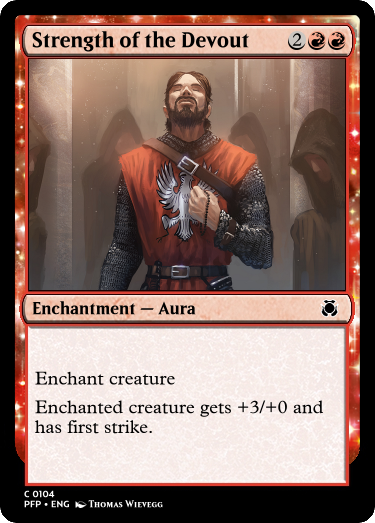 Strength of the Devout 2
Enchantment — Aura
Enchant creature
Enchanted creature gets +3/+0 and
has first strike.
C 0104
PFP • ENG Thomas Wievegg